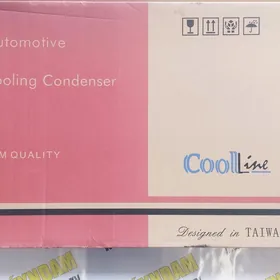 utomotive
oling Condenser
M QUALITY
CoolLine
Designed in TAIWA